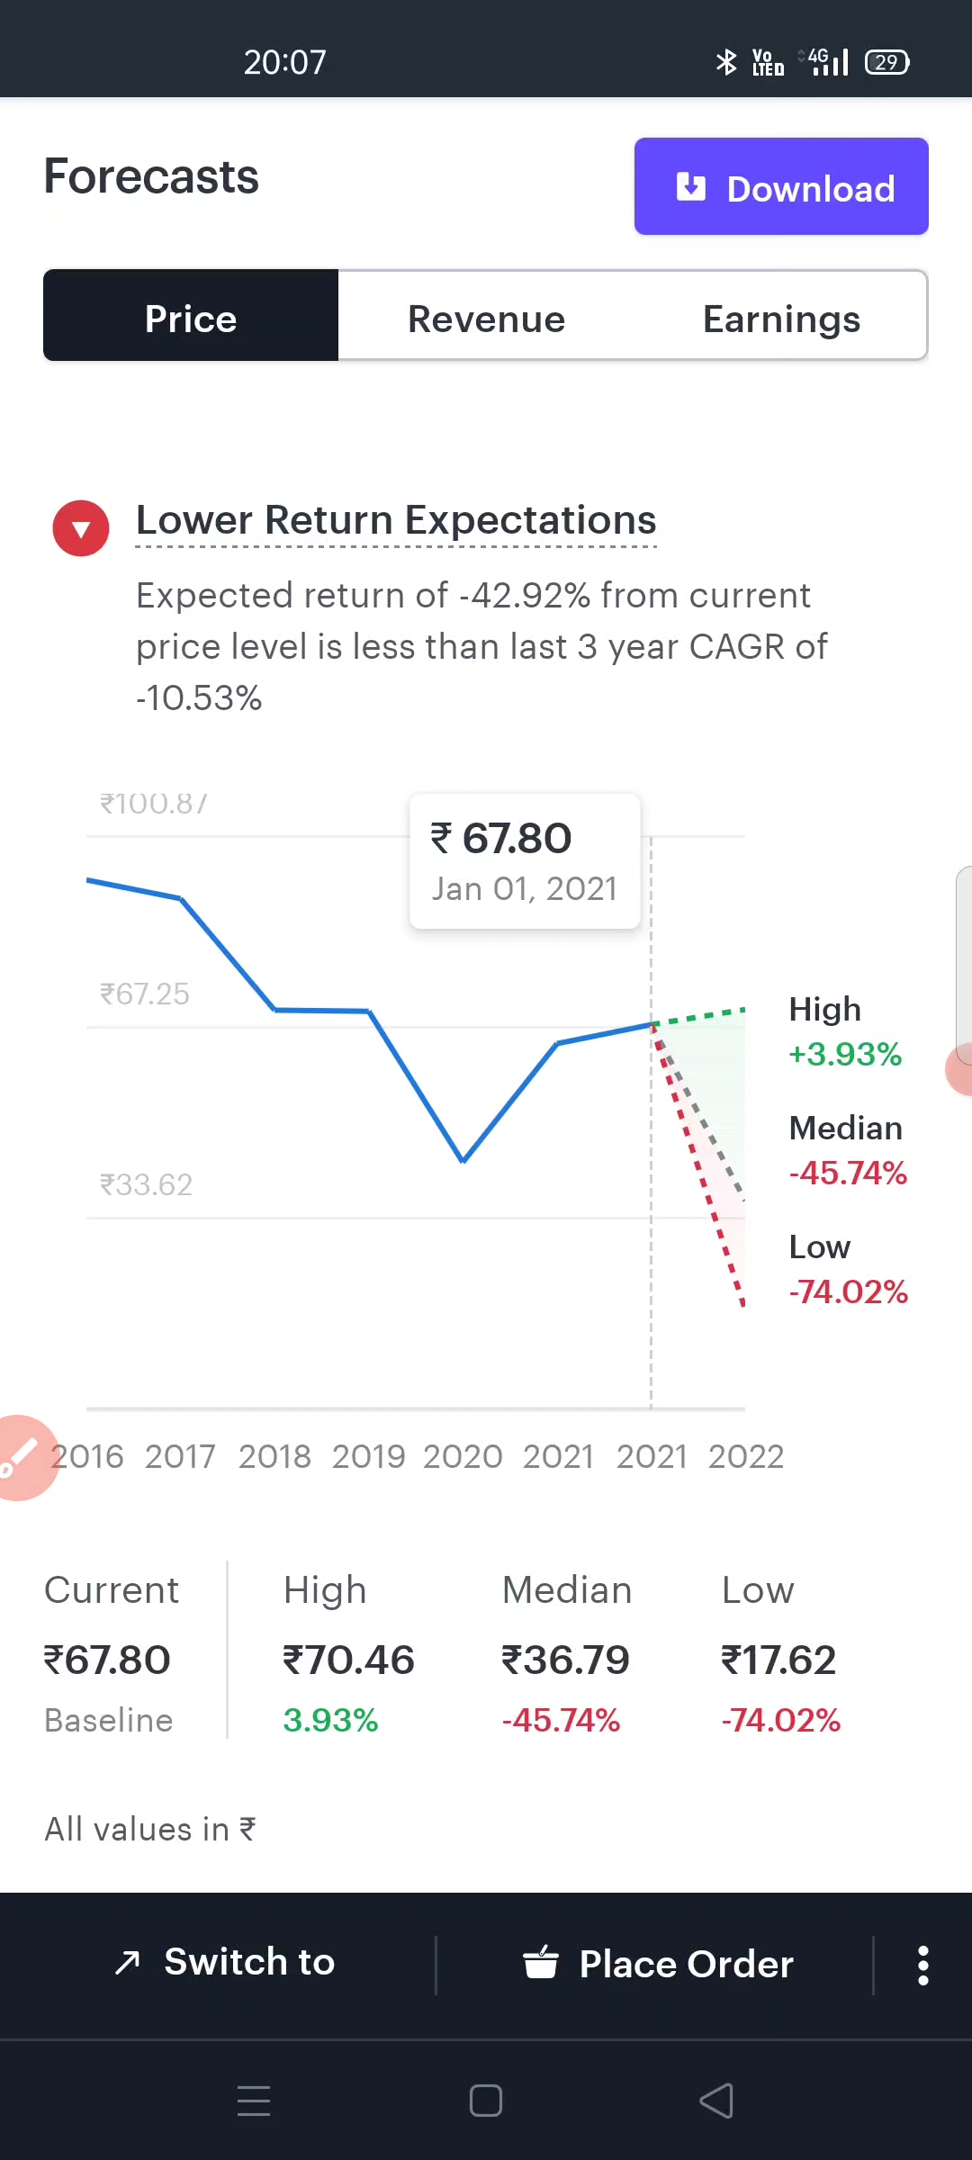 20:07
Vo LTED 4G 29
Forecasts
Download
Price Revenue Earnings
Lower Return Expectations
Expected return of -42.92% from current
price level is less than last 3 year CAGR of
-10.53%
₹100.87
₹ 67.80
Jan 01, 2021
₹67.25
High
+3.93%
Median
-45.74%
₹33.62
Low
-74.02%
2016 2017 2018 2019 2020 2021 2021 2022
Current High Median Low
₹67.80 ₹70.46 ₹36.79 ₹17.62
Baseline 3.93% -45.74% -74.02%
All values in ₹
Switch to Place Order